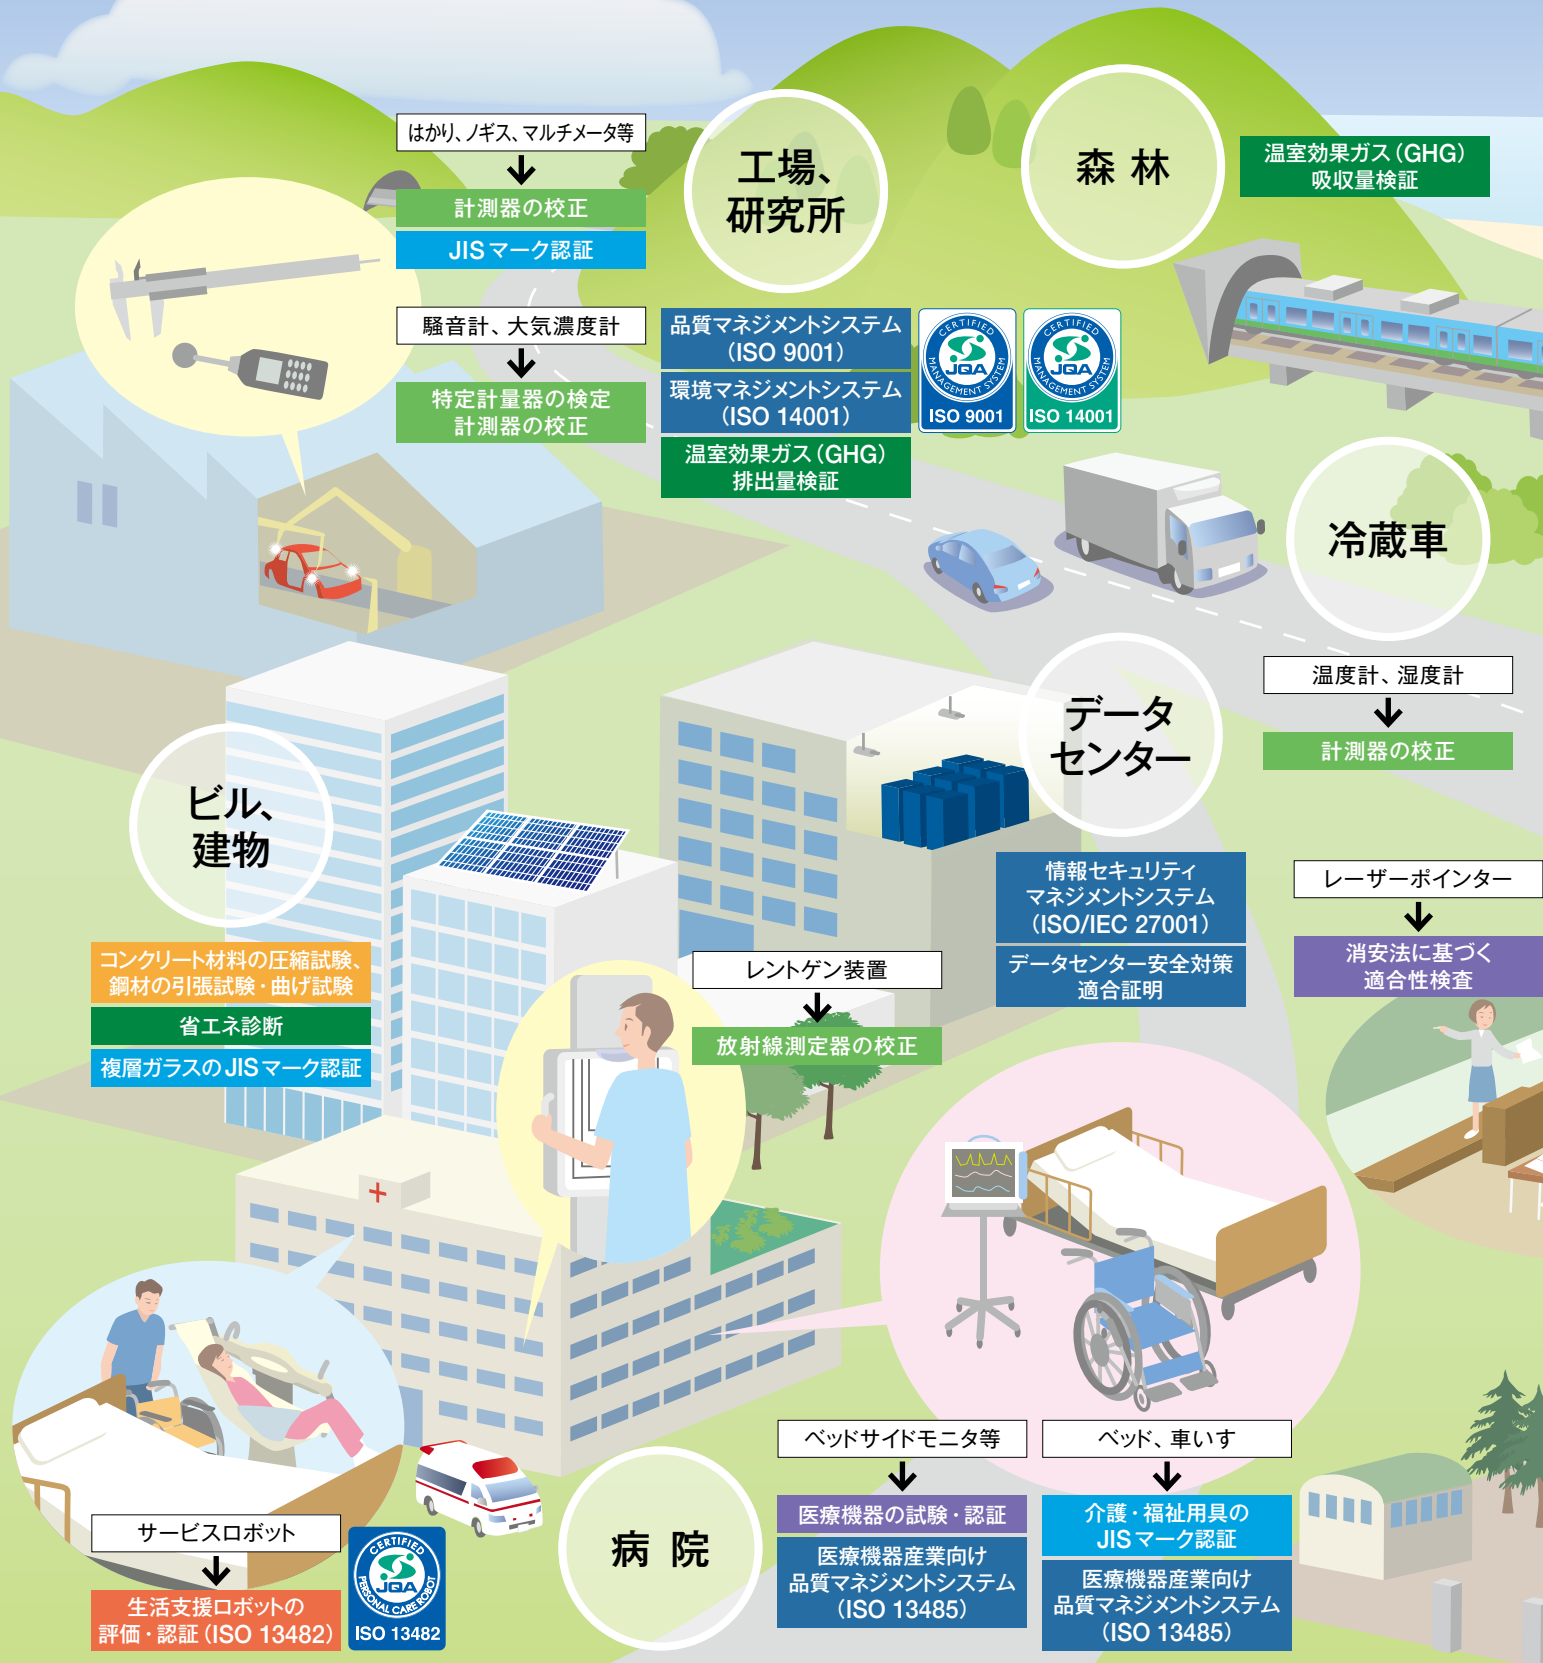 はかり、ノギス、マルチメータ等
計測器の校正
JISマーク認証
騒音計、大気濃度計
特定計量器の検定
計測器の校正
工場、
研究所
品質マネジメントシステム
（ISO 9001）
環境マネジメントシステム
（ISO 14001）
温室効果ガス（GHG）
排出量検証
CERTIFIED
JQA
MANAGEMENT SYSTEM
ISO 9001
CERTIFIED
JQA
MANAGEMENT SYSTEM
ISO 14001
森 林
温室効果ガス（GHG）
吸収量検証
冷蔵車
温度計、湿度計
計測器の校正
データ
センター
情報セキュリティ
マネジメントシステム
（ISO/IEC 27001）
データセンター安全対策
適合証明
レーザーポインター
消安法に基づく
適合性検査
ビル、
建物
コンクリート材料の圧縮試験、
鋼材の引張試験・曲げ試験
省エネ診断
複層ガラスのJISマーク認証
レントゲン装置
放射線測定器の校正
病 院
ベッドサイドモニタ等
医療機器の試験・認証
医療機器産業向け
品質マネジメントシステム
（ISO 13485）
ベッド、車いす
介護・福祉用具の
JISマーク認証
医療機器産業向け
品質マネジメントシステム
（ISO 13485）
サービスロボット
生活支援ロボットの
評価・認証（ISO 13482）
CERTIFIED
JQA
PERSONAL CARE ROBOT
ISO 13482